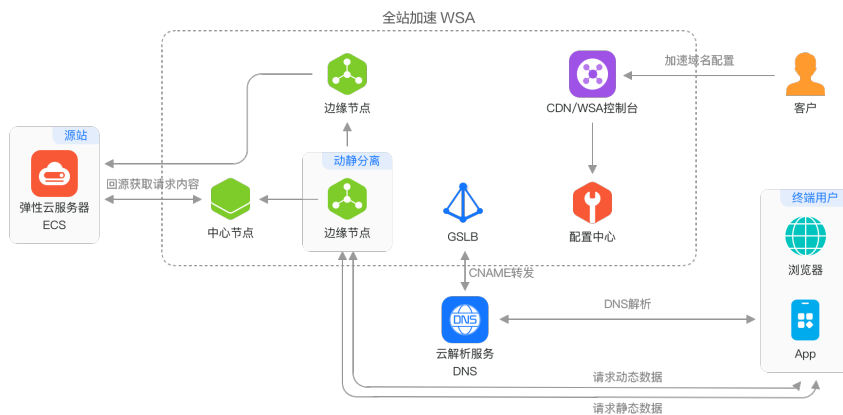 全站加速 WSA
边缘节点
CDN/WSA控制台
加速域名配置
客户
源站
弹性云服务器
ECS
回源获取请求内容
中心节点
动静分离
边缘节点
GSLB
配置中心
终端用户
浏览器
App
CNAME转发
云解析服务
DNS
DNS
DNS解析
请求动态数据
请求静态数据